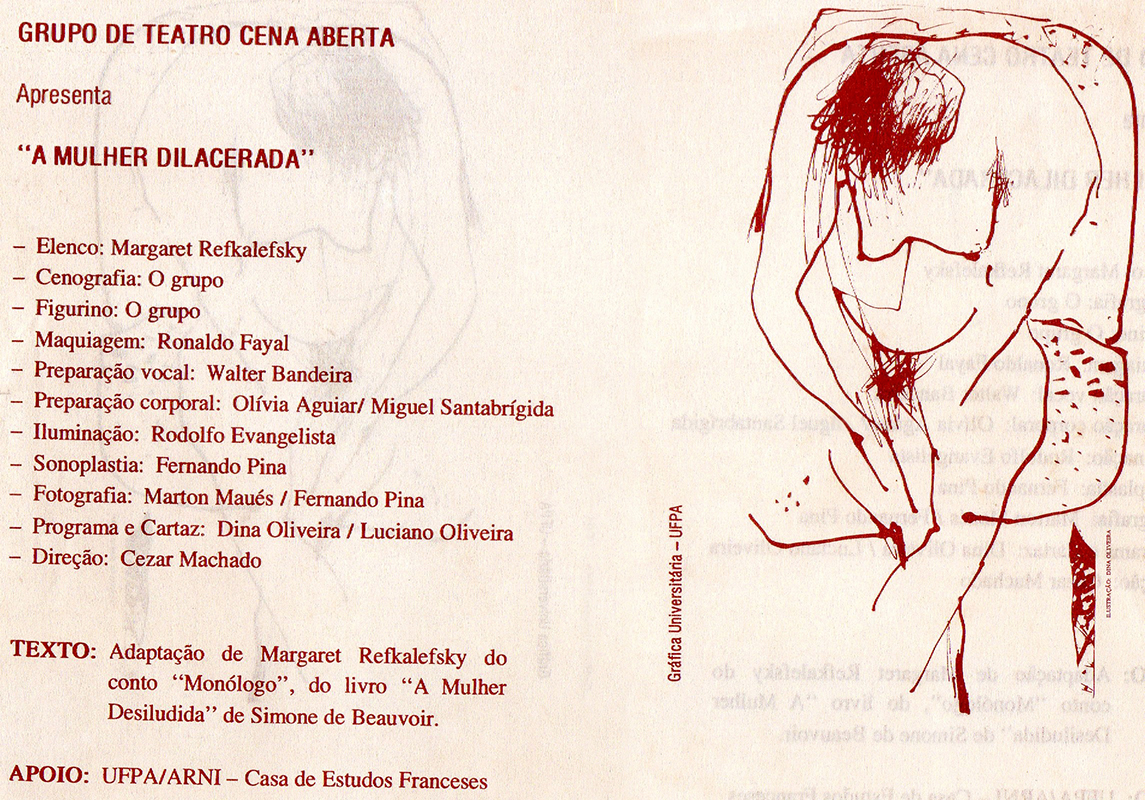 GRUPO DE TEATRO CENA ABERTA
Apresenta
“A MULHER DILACERADA”
– Elenco: Margaret Refkalefsky
– Cenografia: O grupo
– Figurino: O grupo
– Maquiagem: Ronaldo Fayal
– Preparação vocal: Walter Bandeira
– Preparação corporal: Olívia Aguiar/ Miguel Santabrígida
– Iluminação: Rodolfo Evangelista
– Sonoplastia: Fernando Pina
– Fotografia: Marton Maués / Fernando Pina
– Programa e Cartaz: Dina Oliveira / Luciano Oliveira
– Direção: Cezar Machado
TEXTO: Adaptação de Margaret Refkalefsky do
conto “Monólogo”, do livro “A Mulher
Desiludida” de Simone de Beauvoir.
APOIO: UFPA/ARNI – Casa de Estudos Franceses
Gráfica Universitária – UFPA
ILUSTRAÇÃO: DINA OLIVEIRA